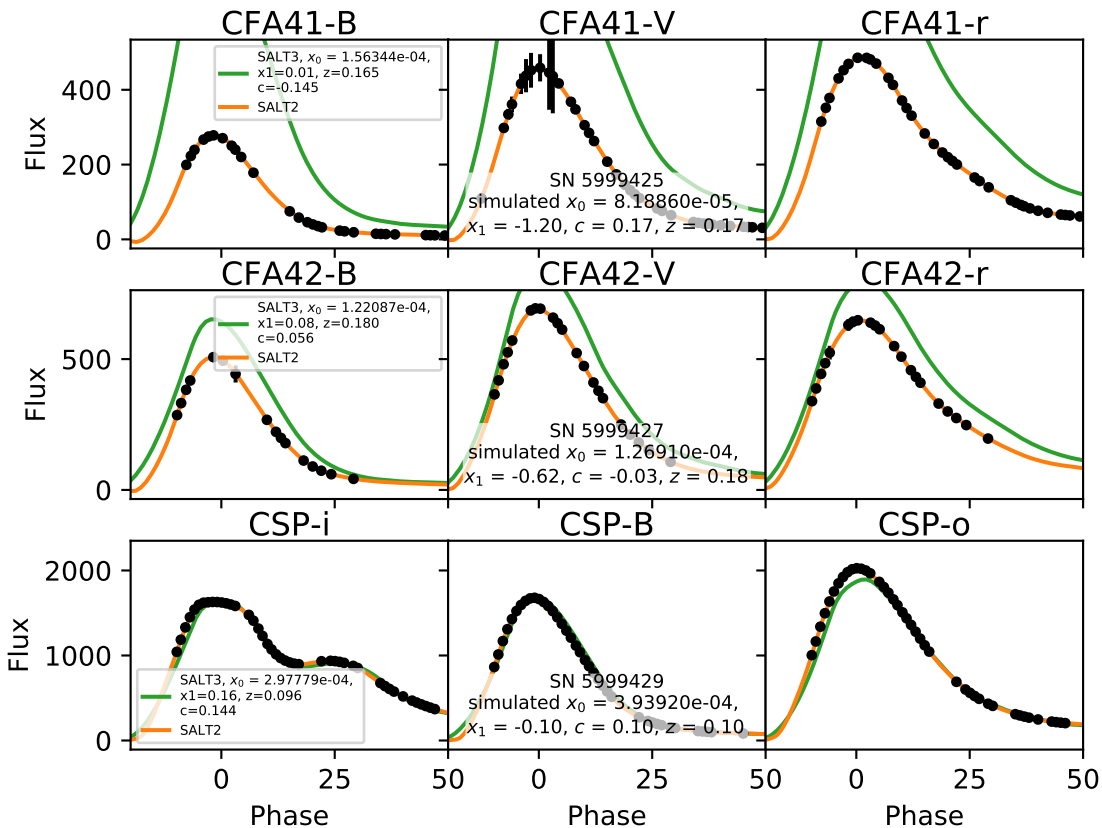 CFA41-B CFA41-V CFA41-r
Flux
400
200
0
SALT3, x0 = 1.56344e-04,
x1=0.01, z=0.165
c=-0.145
SALT2
SN 5999425
simulated x0 = 8.18860e-05,
x1 = -1.20, c = 0.17, z = 0.17
CFA42-B CFA42-V CFA42-r
Flux
500
0
SALT3, x0 = 1.22087e-04,
x1=0.08, z=0.180
c=0.056
SALT2
SN 5999427
simulated x0 = 1.26910e-04,
x1 = -0.62, c = -0.03, z = 0.18
CSP-i CSP-B CSP-o
Flux
2000
1000
0
SALT3, x0 = 2.97779e-04,
x1=0.16, z=0.096
c=0.144
SALT2
SN 5999429
simulated x0 = 3.93920e-04,
x1 = -0.10, c = 0.10, z = 0.10
0 25 50 0 25 50 0 25 50
Phase Phase Phase